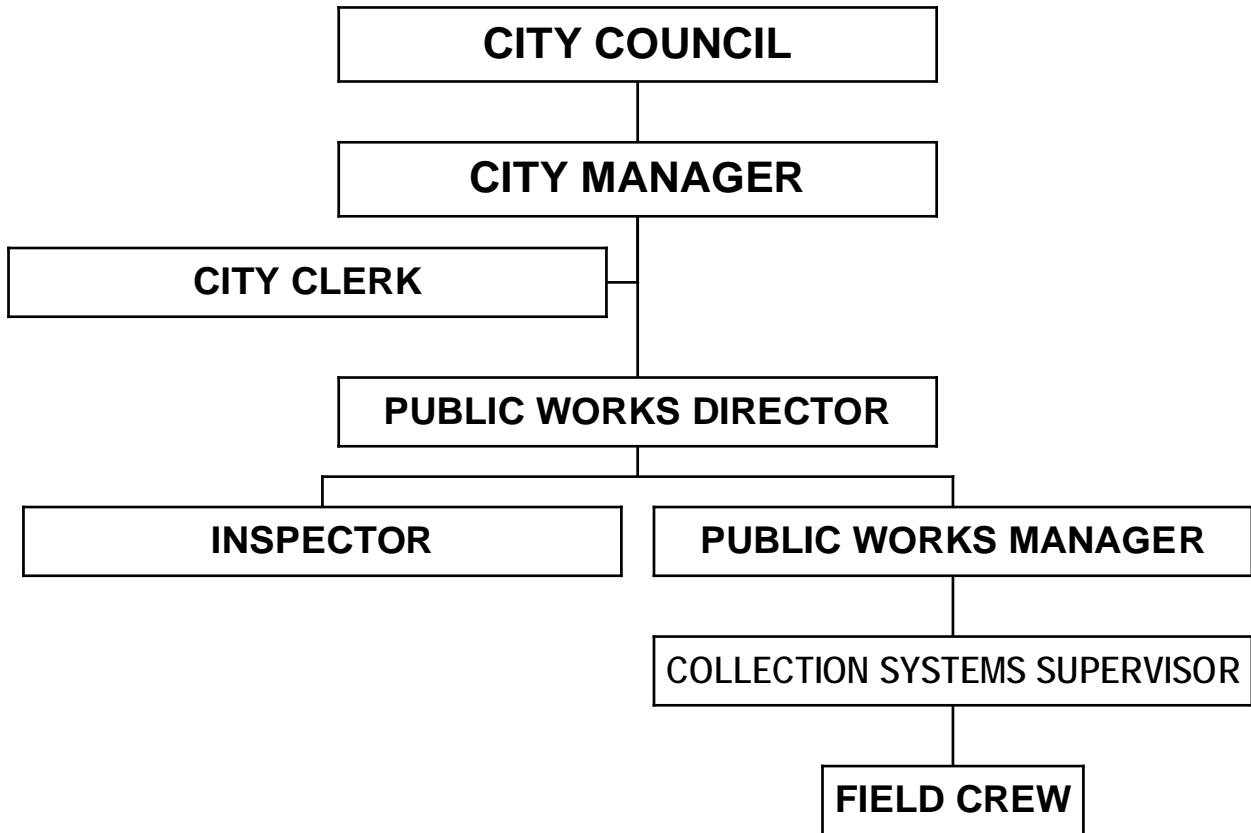 CITY COUNCIL
CITY MANAGER
CITY CLERK
PUBLIC WORKS DIRECTOR
INSPECTOR
PUBLIC WORKS MANAGER
COLLECTION SYSTEMS SUPERVISOR
FIELD CREW